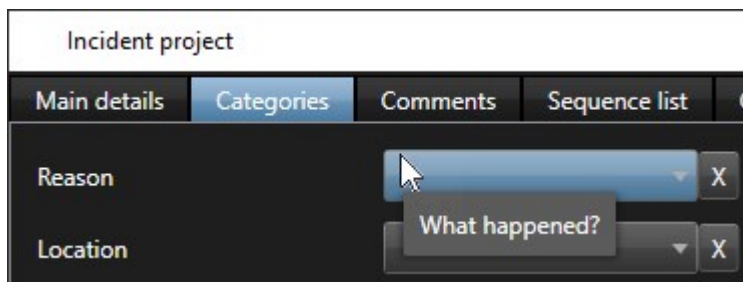 Incident project
Main details Categories Comments Sequence list
Reason X
What happened?
Location X